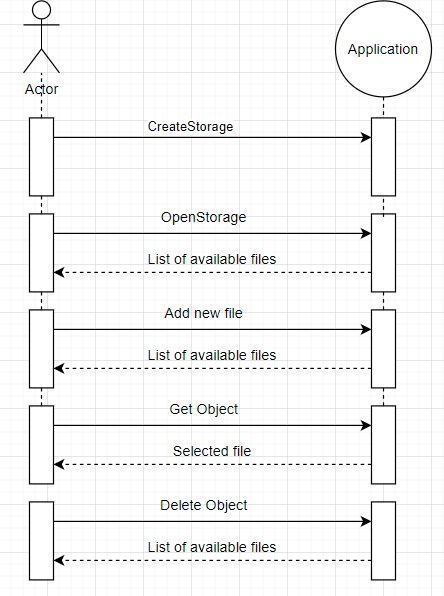 Actor
Application
CreateStorage
OpenStorage
List of available files
Add new file
List of available files
Get Object
Selected file
Delete Object
List of available files